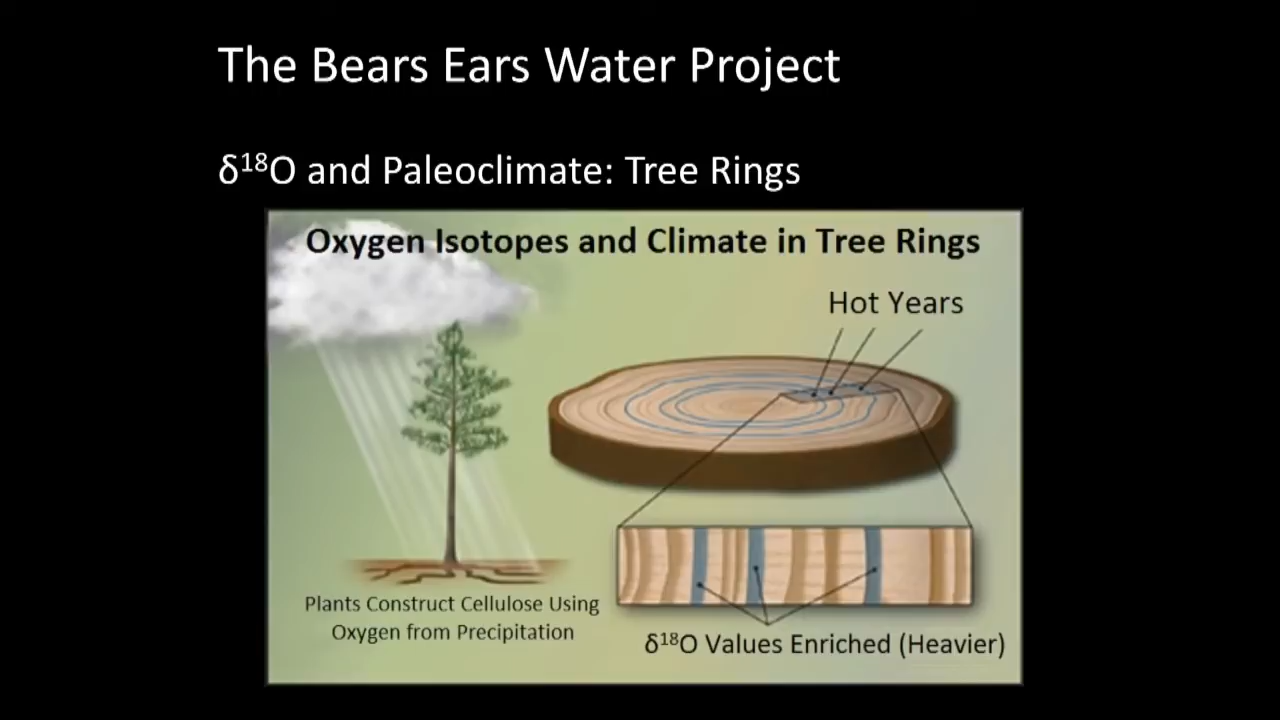 The Bears Ears Water Project
δ¹⁸O and Paleoclimate: Tree Rings
Oxygen Isotopes and Climate in Tree Rings
Hot Years
Plants Construct Cellulose Using
Oxygen from Precipitation
δ¹⁸O Values Enriched (Heavier)